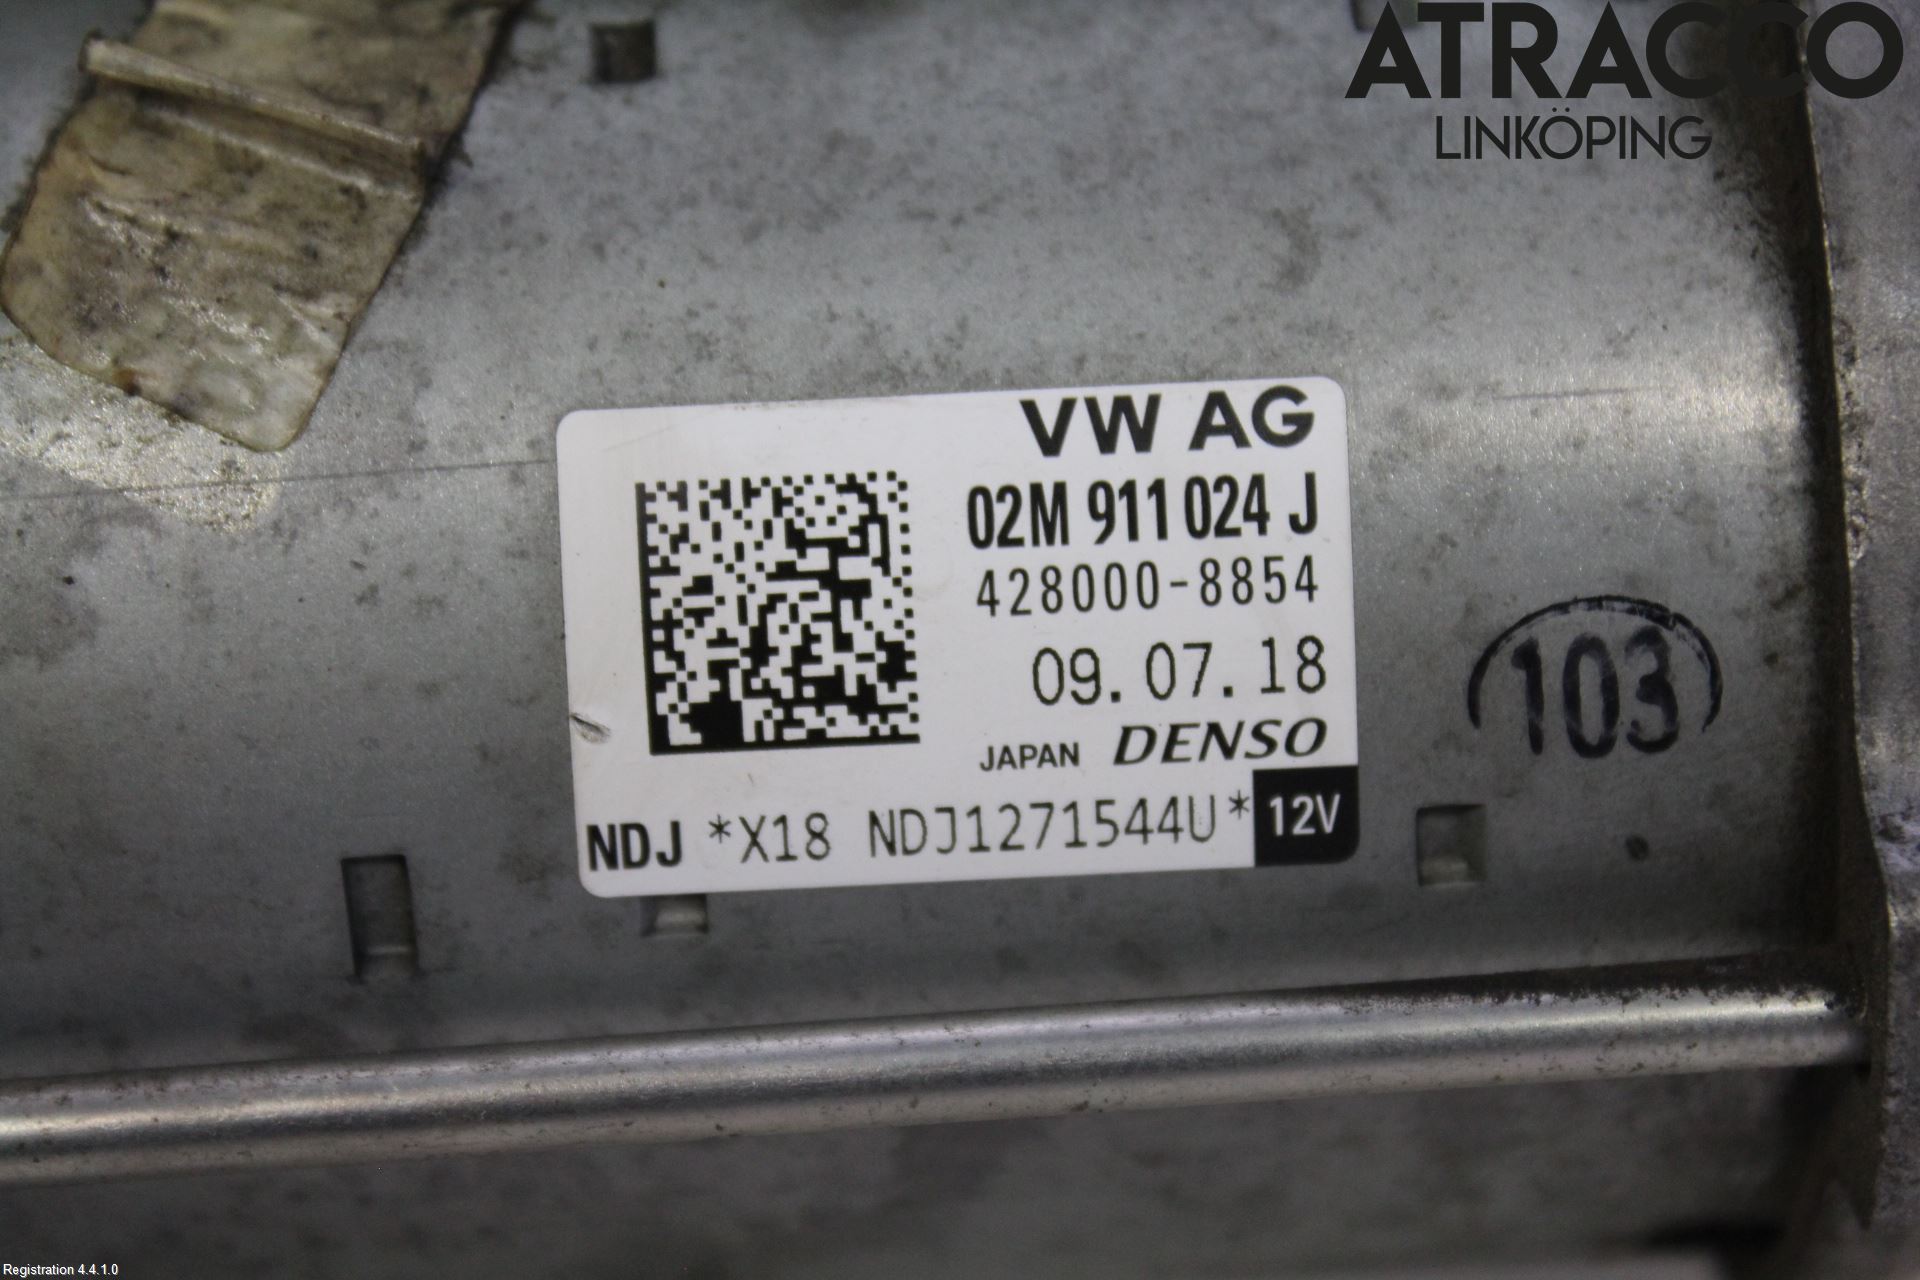 ATRACCO
LINKÖPING
VW AG
02M 911 024 J
428000-8854
09.07.18
JAPAN DENSO
NDJ *X18 NDJ1271544U* 12V
103
Registration 4.4.1.0